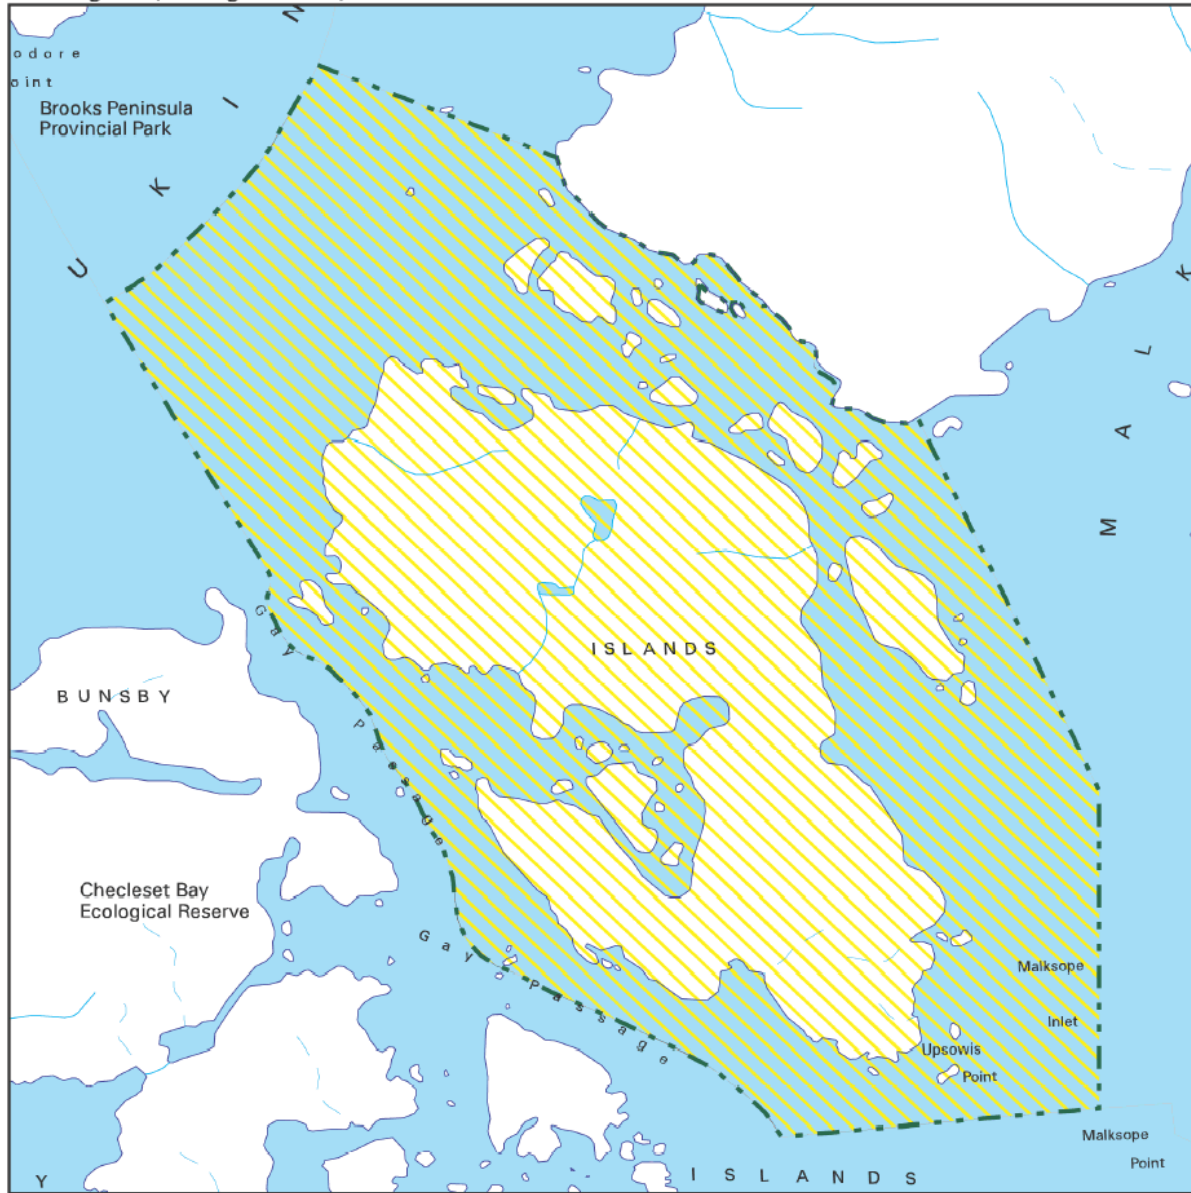 odore
oint
Brooks Peninsula
Provincial Park
U K I N
M A L K
Gay Passage
ISLANDS
BUNSBY
Checleset Bay
Ecological Reserve
Gay Passage
Malksope
Inlet
Upsowis
Point
Malksope
Point
ISLANDS
Y